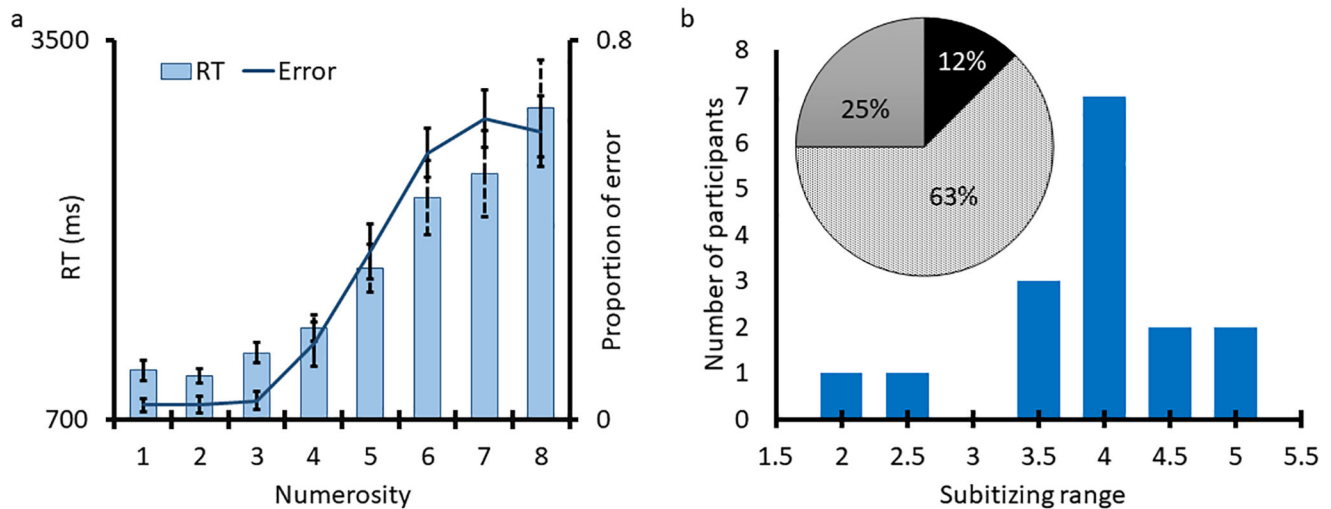 a
3500
0.8
RT
Error
RT (ms)
Proportion of error
700
0
1 2 3 4 5 6 7 8
Numerosity
b
8
7
6
5
4
3
2
1
0
Number of participants
12%
25%
63%
1.5 2 2.5 3 3.5 4 4.5 5 5.5
Subitizing range